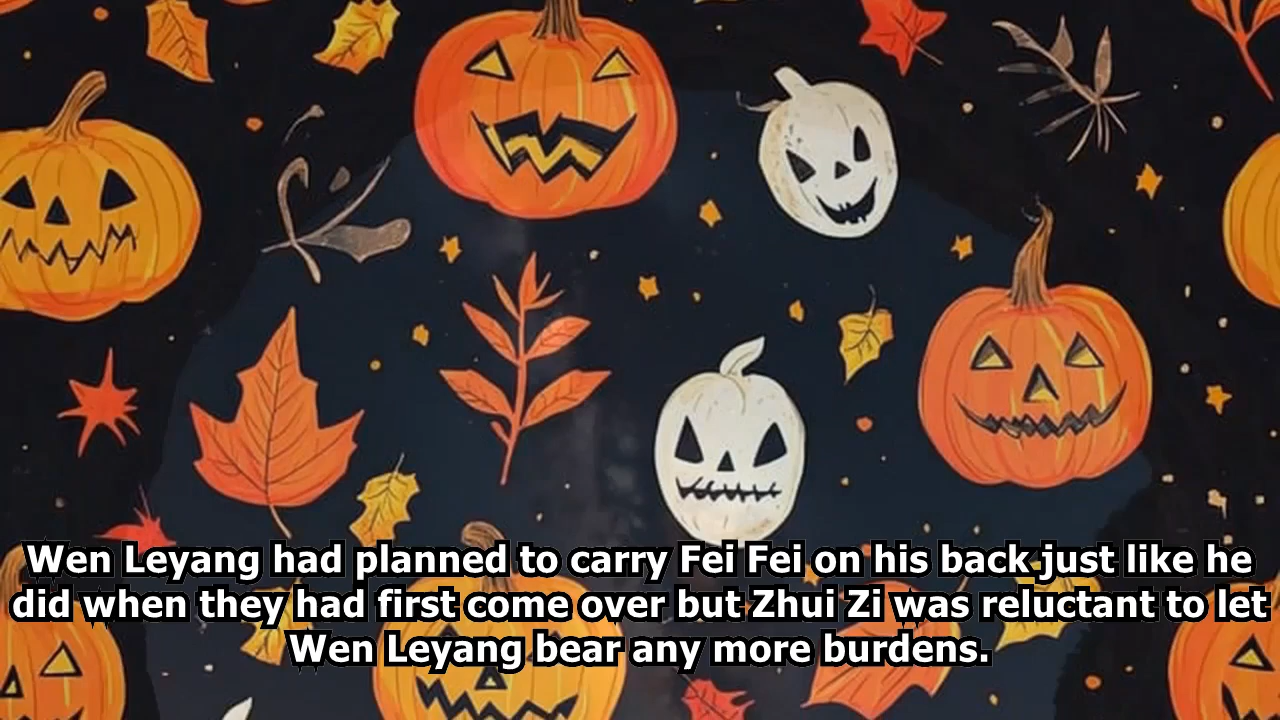 Wen Leyang had planned to carry Fei Fei on his back just like he
did when they had first come over but Zhui Zi was reluctant to let
Wen Leyang bear any more burdens.